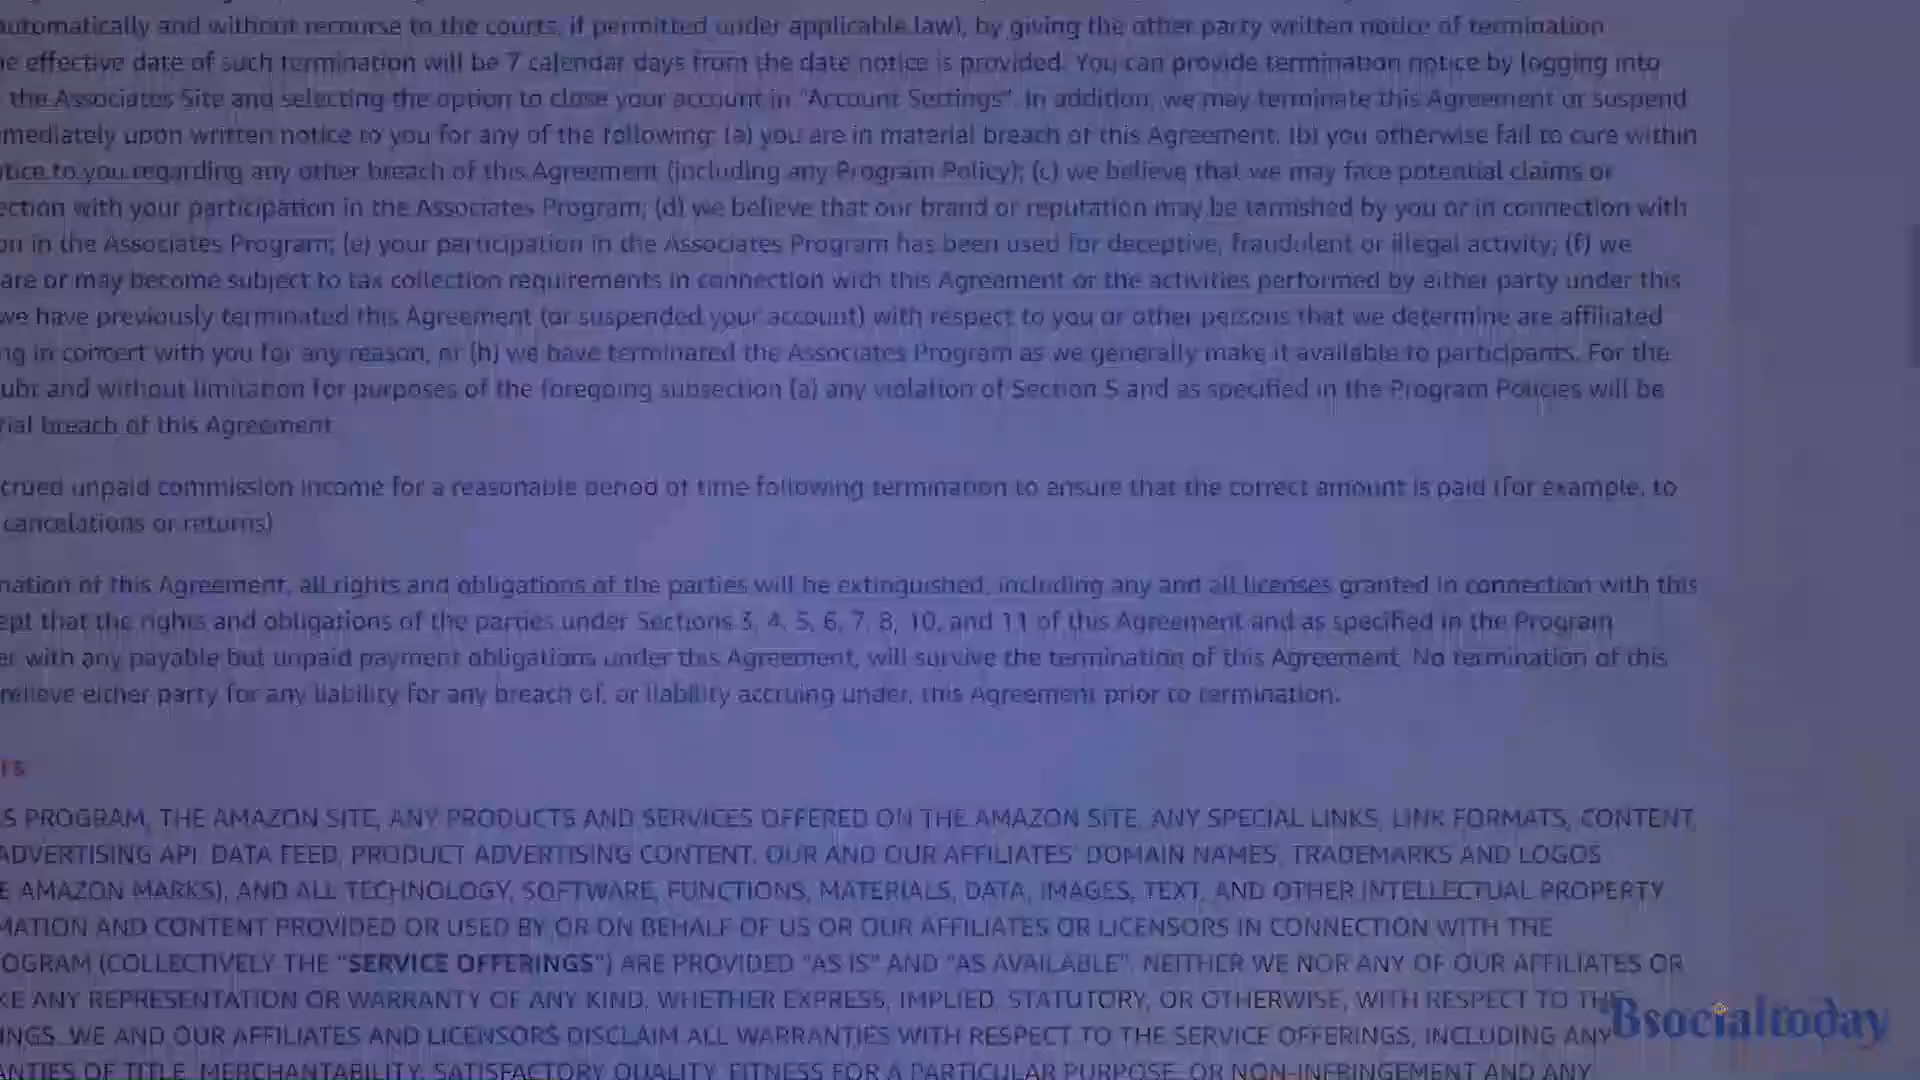 automatically and without recourse to the courts, if permitted under applicable law), by giving the other party written notice of termination
e effective date of such termination will be 7 calendar days from the date notice is provided. You can provide termination notice by logging into
the Associates Site and selecting the option to close your account in "Account Settings". In addition, we may terminate this Agreement or suspend
mmediately upon written notice to you for any of the following: (a) you are in material breach of this Agreement, (b) you otherwise fail to cure within
tice to you regarding any other breach of this Agreement (including any Program Policy); (c) we believe that we may face potential claims or
ection with your participation in the Associates Program; (d) we believe that our brand or reputation may be tarnished by you or in connection with
on in the Associates Program; (e) your participation in the Associates Program has been used for deceptive, fraudulent or illegal activity; (f) we
are or may become subject to tax collection requirements in connection with this Agreement or the activities performed by either party under this
we have previously terminated this Agreement (or suspended your account) with respect to you or other persons that we determine are affiliated
ng in concert with you for any reason, or (h) we have terminated the Associates Program as we generally make it available to participants. For the
ubt and without limitation for purposes of the foregoing subsection (a) any violation of Section 5 and as specified in the Program Policies will be
rial breach of this Agreement
crued unpaid commission income for a reasonable period of time following termination to ensure that the correct amount is paid (for example, to
cancelations or returns)
nation of this Agreement, all rights and obligations of the parties will be extinguished, including any and all licenses granted in connection with this
ept that the rights and obligations of the parties under Sections 3, 4, 5, 6, 7, 8, 10, and 11 of this Agreement and as specified in the Program
er with any payable but unpaid payment obligations under this Agreement, will survive the termination of this Agreement. No termination of this
relieve either party for any liability for any breach of, or liability accruing under, this Agreement prior to termination.
TS
S PROGRAM, THE AMAZON SITE, ANY PRODUCTS AND SERVICES OFFERED ON THE AMAZON SITE, ANY SPECIAL LINKS, LINK FORMATS, CONTENT,
ADVERTISING API, DATA FEED, PRODUCT ADVERTISING CONTENT, OUR AND OUR AFFILIATES' DOMAIN NAMES, TRADEMARKS AND LOGOS
E AMAZON MARKS), AND ALL TECHNOLOGY, SOFTWARE, FUNCTIONS, MATERIALS, DATA, IMAGES, TEXT, AND OTHER INTELLECTUAL PROPERTY
MATION AND CONTENT PROVIDED OR USED BY OR ON BEHALF OF US OR OUR AFFILIATES OR LICENSORS IN CONNECTION WITH THE
OGRAM (COLLECTIVELY THE "SERVICE OFFERINGS") ARE PROVIDED "AS IS" AND "AS AVAILABLE". NEITHER WE NOR ANY OF OUR AFFILIATES OR
KE ANY REPRESENTATION OR WARRANTY OF ANY KIND, WHETHER EXPRESS, IMPLIED, STATUTORY, OR OTHERWISE, WITH RESPECT TO THE
INGS. WE AND OUR AFFILIATES AND LICENSORS DISCLAIM ALL WARRANTIES WITH RESPECT TO THE SERVICE OFFERINGS, INCLUDING ANY
ANTIES OF TITLE, MERCHANTABILITY, SATISFACTORY QUALITY, FITNESS FOR A PARTICULAR PURPOSE, OR NON-INFRINGEMENT AND ANY
Bsocialtoday